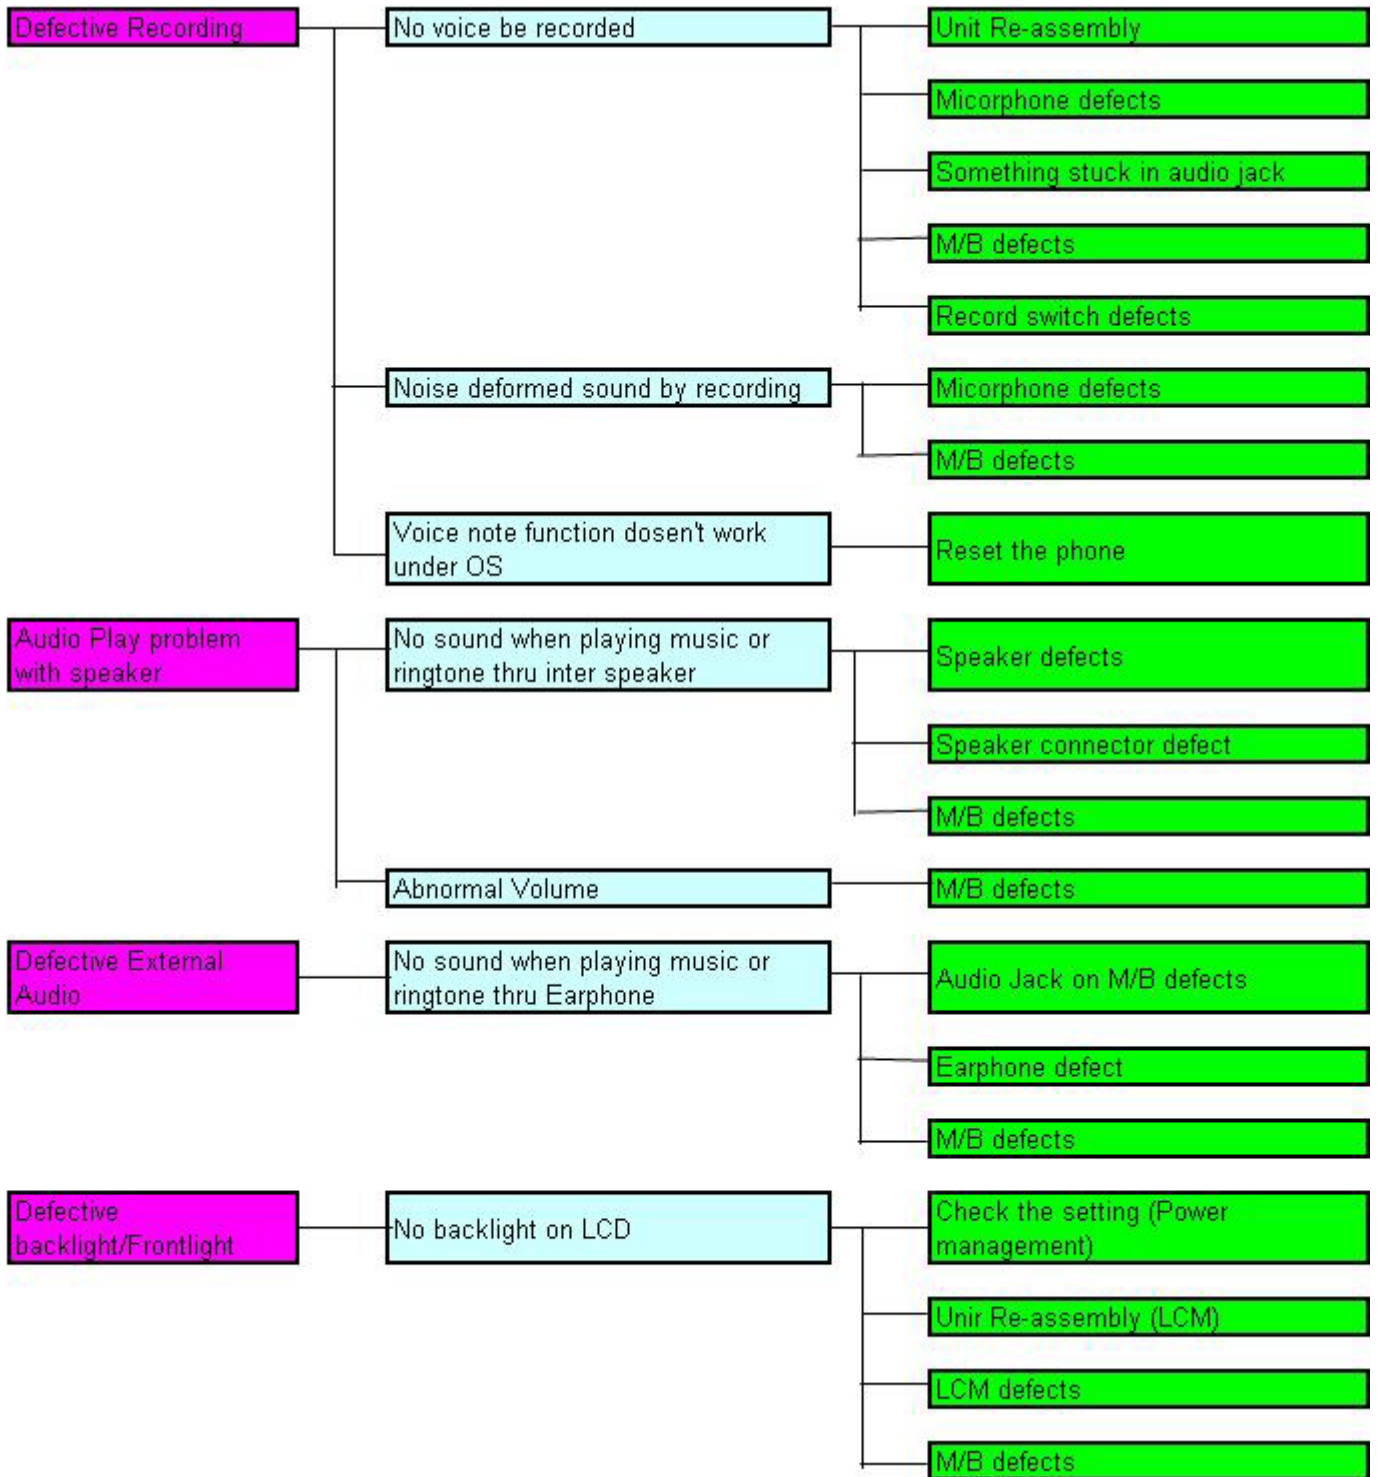 Defective Recording
No voice be recorded
Unit Re-assembly
Micorphone defects
Something stuck in audio jack
M/B defects
Record switch defects
Noise deformed sound by recording
Micorphone defects
M/B defects
Voice note function dosen't work
under OS
Reset the phone
Audio Play problem
with speaker
No sound when playing music or
ringtone thru inter speaker
Speaker defects
Speaker connector defect
M/B defects
Abnormal Volume
M/B defects
Defective External
Audio
No sound when playing music or
ringtone thru Earphone
Audio Jack on M/B defects
Earphone defect
M/B defects
Defective
backlight/Frontlight
No backlight on LCD
Check the setting (Power
management)
Unir Re-assembly (LCM)
LCM defects
M/B defects